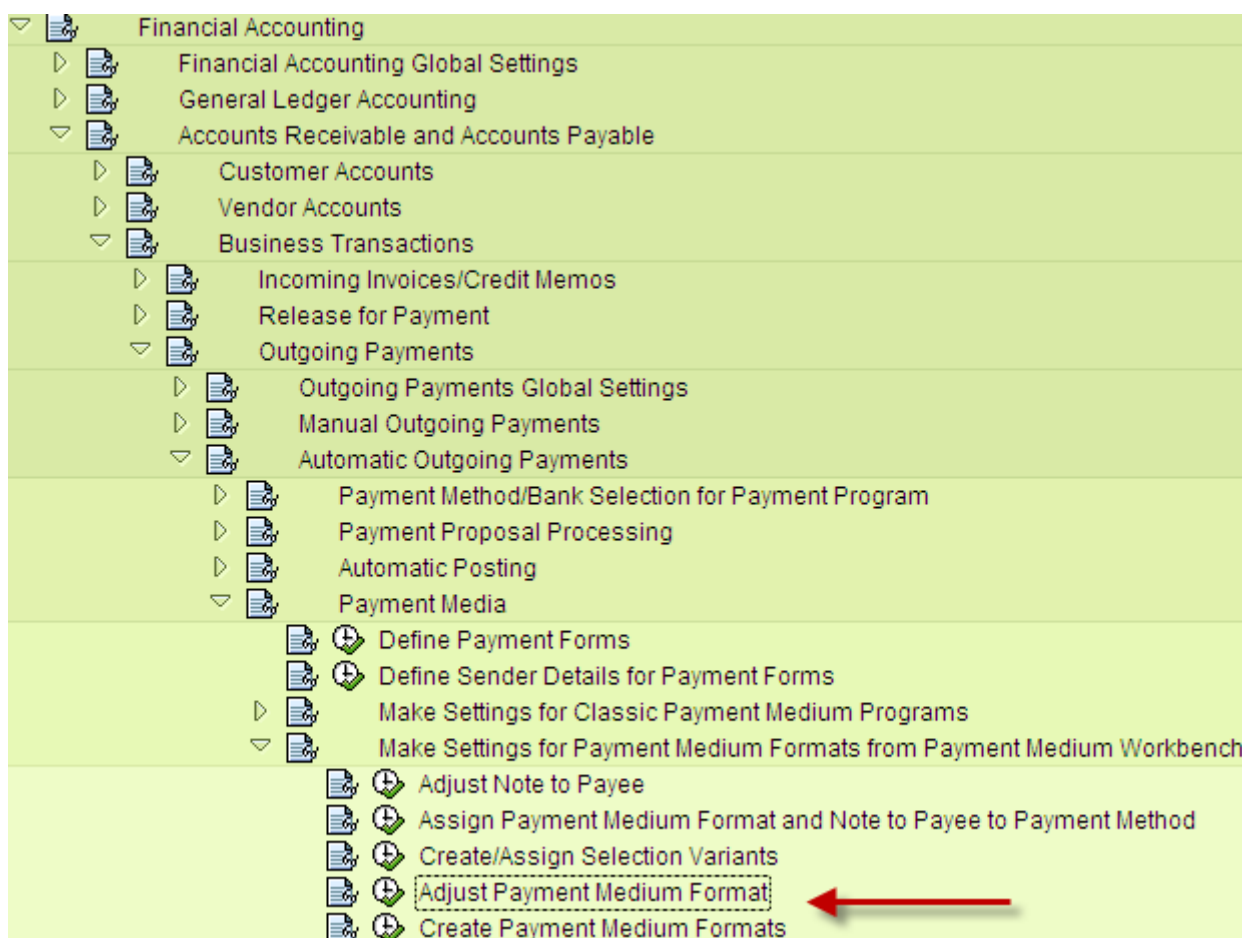 Financial Accounting
Financial Accounting Global Settings
General Ledger Accounting
Accounts Receivable and Accounts Payable
Customer Accounts
Vendor Accounts
Business Transactions
Incoming Invoices/Credit Memos
Release for Payment
Outgoing Payments
Outgoing Payments Global Settings
Manual Outgoing Payments
Automatic Outgoing Payments
Payment Method/Bank Selection for Payment Program
Payment Proposal Processing
Automatic Posting
Payment Media
Define Payment Forms
Define Sender Details for Payment Forms
Make Settings for Classic Payment Medium Programs
Make Settings for Payment Medium Formats from Payment Medium Workbench
Adjust Note to Payee
Assign Payment Medium Format and Note to Payee to Payment Method
Create/Assign Selection Variants
Adjust Payment Medium Format
Create Payment Medium Formats